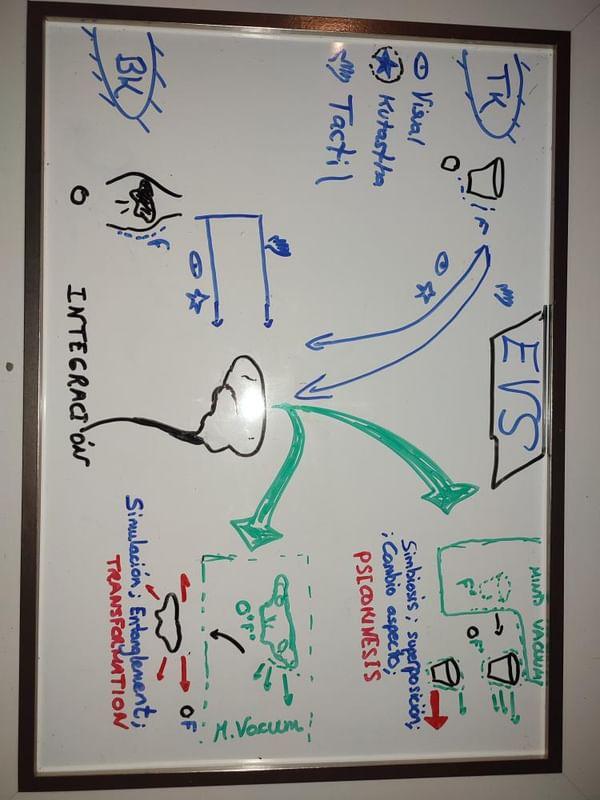 TK
EVS
MIND VACUUM
Visual
Kutastha
Tactil
F
F°
OF
Simbiosis; superposición;
; Cambio aspecto;
PSICOKINESIS
BK
O
F
INTEGRACIÓN
O°F°
M. Vacuum
OF
Simulación; Entanglement;
TRANSFORMATION